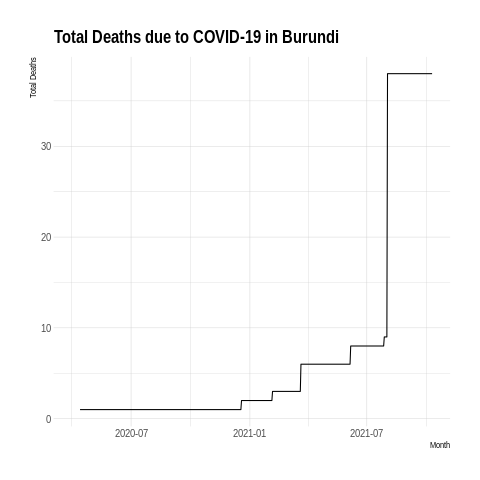 Total Deaths due to COVID-19 in Burundi
Total Deaths
30
20
10
0
2020-07
2021-01
2021-07
Month